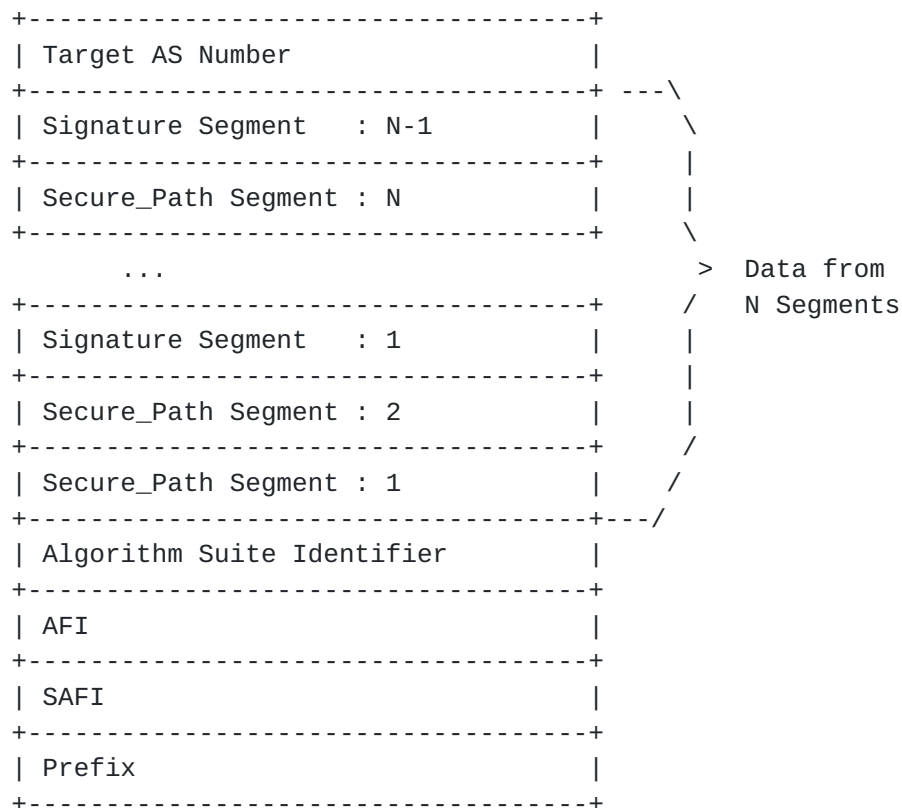 +------------------------------------+
| Target AS Number                   |
+------------------------------------+ ---\
| Signature Segment   : N-1          |     \
+------------------------------------+     |
| Secure_Path Segment : N            |     |
+------------------------------------+     \
       ...                                  >  Data from
+------------------------------------+     /   N Segments
| Signature Segment   : 1            |     |
+------------------------------------+     |
| Secure_Path Segment : 2            |     |
+------------------------------------+     /
| Secure_Path Segment : 1            |    /
+------------------------------------+---/
| Algorithm Suite Identifier         |
+------------------------------------+
| AFI                                |
+------------------------------------+
| SAFI                               |
+------------------------------------+
| Prefix                             |
+------------------------------------+